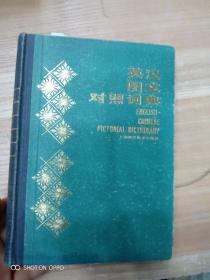 英汉
图文
对照词典
ENGLISH-
CHINESE
PICTORIAL DICTIONARY
SHOT ON OPPO